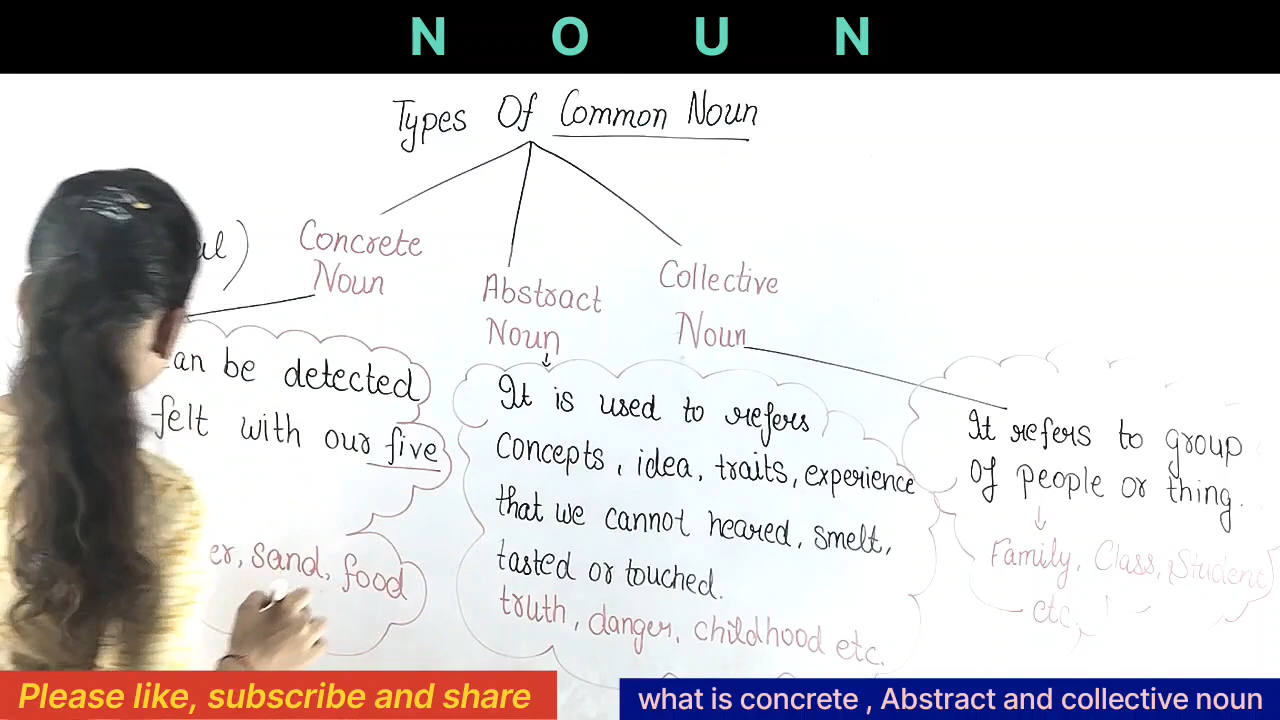 N O U N
Types Of Common Noun
Concrete
Noun
Abstract
Noun
Collective
Noun
be detected
felt with our five
sand, food
It is used to refers
Concepts, idea, traits, experience
that we cannot heared, smelt,
tasted or touched.
truth, danger, childhood etc.
It refers to group
Of people or thing.
Family, Class, Student
etc.
Please like, subscribe and share
what is concrete , Abstract and collective noun